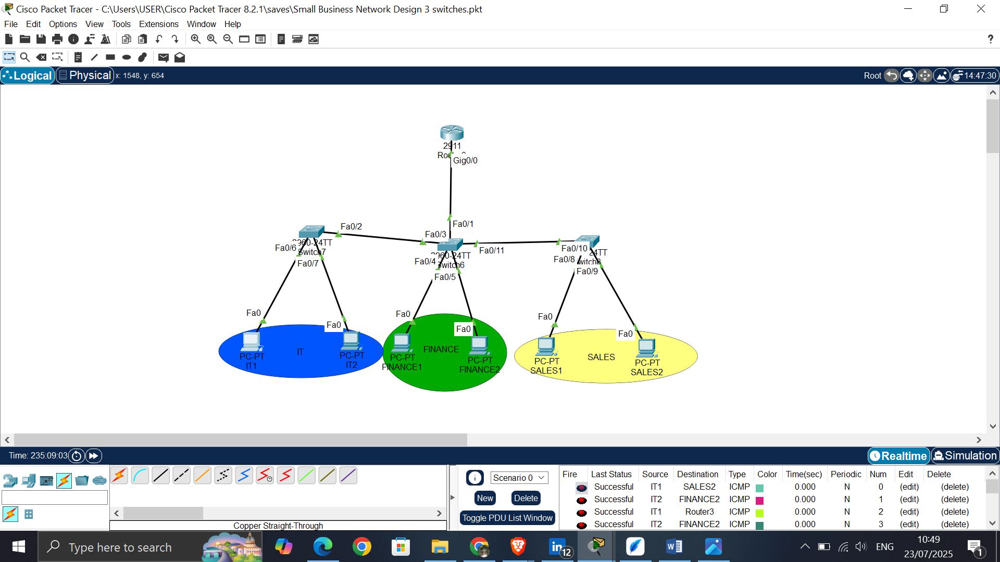 Cisco Packet Tracer - C:\Users\USER\Cisco Packet Tracer 8.2.1\saves\Small Business Network Design 3 switches.pkt
File Edit Options View Tools Extensions Window Help
?
Logical Physical x: 1548, y: 654 Root 14:47:30
2911
Gig0/0
Fa0/1
Fa0/2
Fa0/3
Fa0/6
2960-24TT
Switch7
Fa0/7
Fa0/11
Fa0/4
2960-24TT
Switch6
Fa0/5
Fa0/10
Fa0/8
24TT
Fa0/9
Fa0
Fa0
Fa0
Fa0
Fa0
Fa0
PC-PT
IT1
IT
PC-PT
IT2
PC-PT
FINANCE1
FINANCE
PC-PT
FINANCE2
PC-PT
SALES1
SALES
PC-PT
SALES2
Time: 235:09:03 Realtime Simulation
Copper Straight-Through
Scenario 0
New Delete
Toggle PDU List Window
Fire Last Status Source Destination Type Color Time(sec) Periodic Num Edit Delete
Successful IT1 SALES2 ICMP 0.000 N 0 (edit) (delete)
Successful IT2 FINANCE2 ICMP 0.000 N 1 (edit) (delete)
Successful IT1 Router3 ICMP 0.000 N 2 (edit) (delete)
Successful IT2 FINANCE2 ICMP 0.000 N 3 (edit) (delete)
Type here to search
12
ENG
10:49
23/07/2025
1